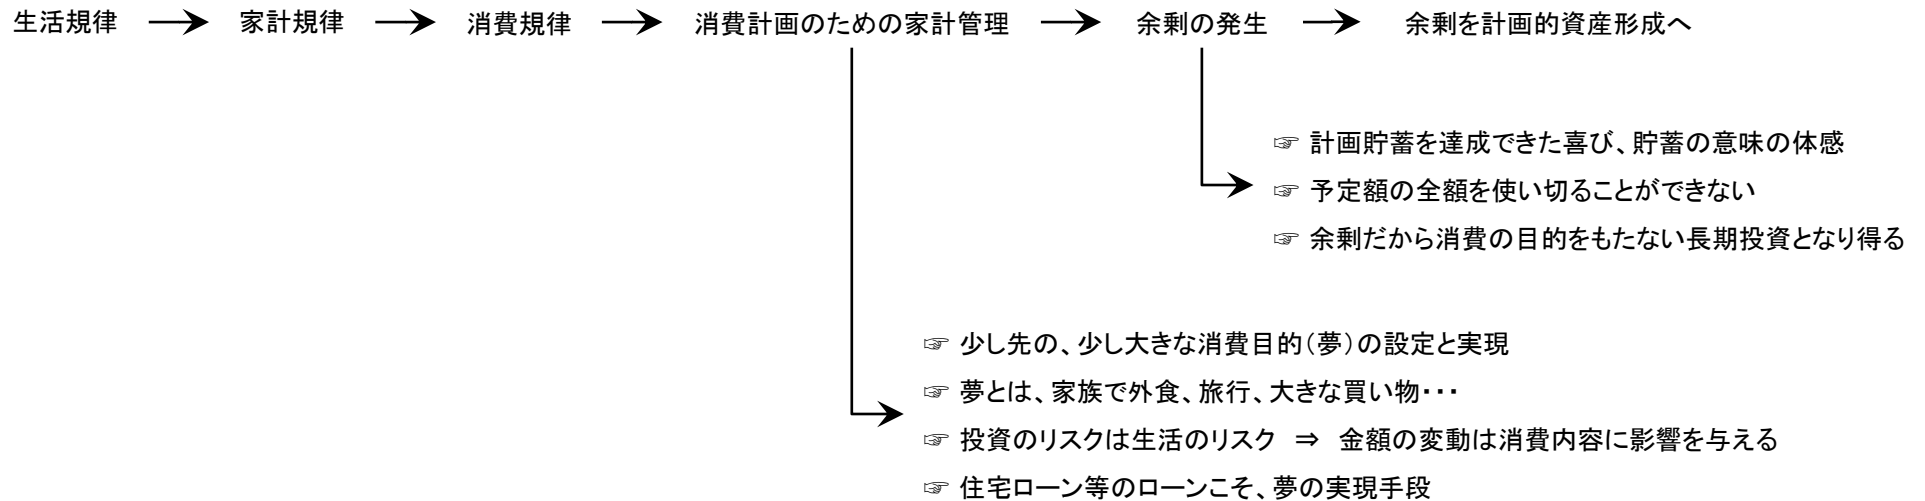 生活規律 → 家計規律 → 消費規律 → 消費計画のための家計管理 → 余剰の発生 → 余剰を計画的資産形成へ
☞ 計画貯蓄を達成できた喜び、貯蓄の意味の体感
☞ 予定額の全額を使い切ることができない
☞ 余剰だから消費の目的をもたない長期投資となり得る
☞ 少し先の、少し大きな消費目的（夢）の設定と実現
☞ 夢とは、家族で外食、旅行、大きな買い物･･･
☞ 投資のリスクは生活のリスク ⇒ 金額の変動は消費内容に影響を与える
☞ 住宅ローン等のローンこそ、夢の実現手段